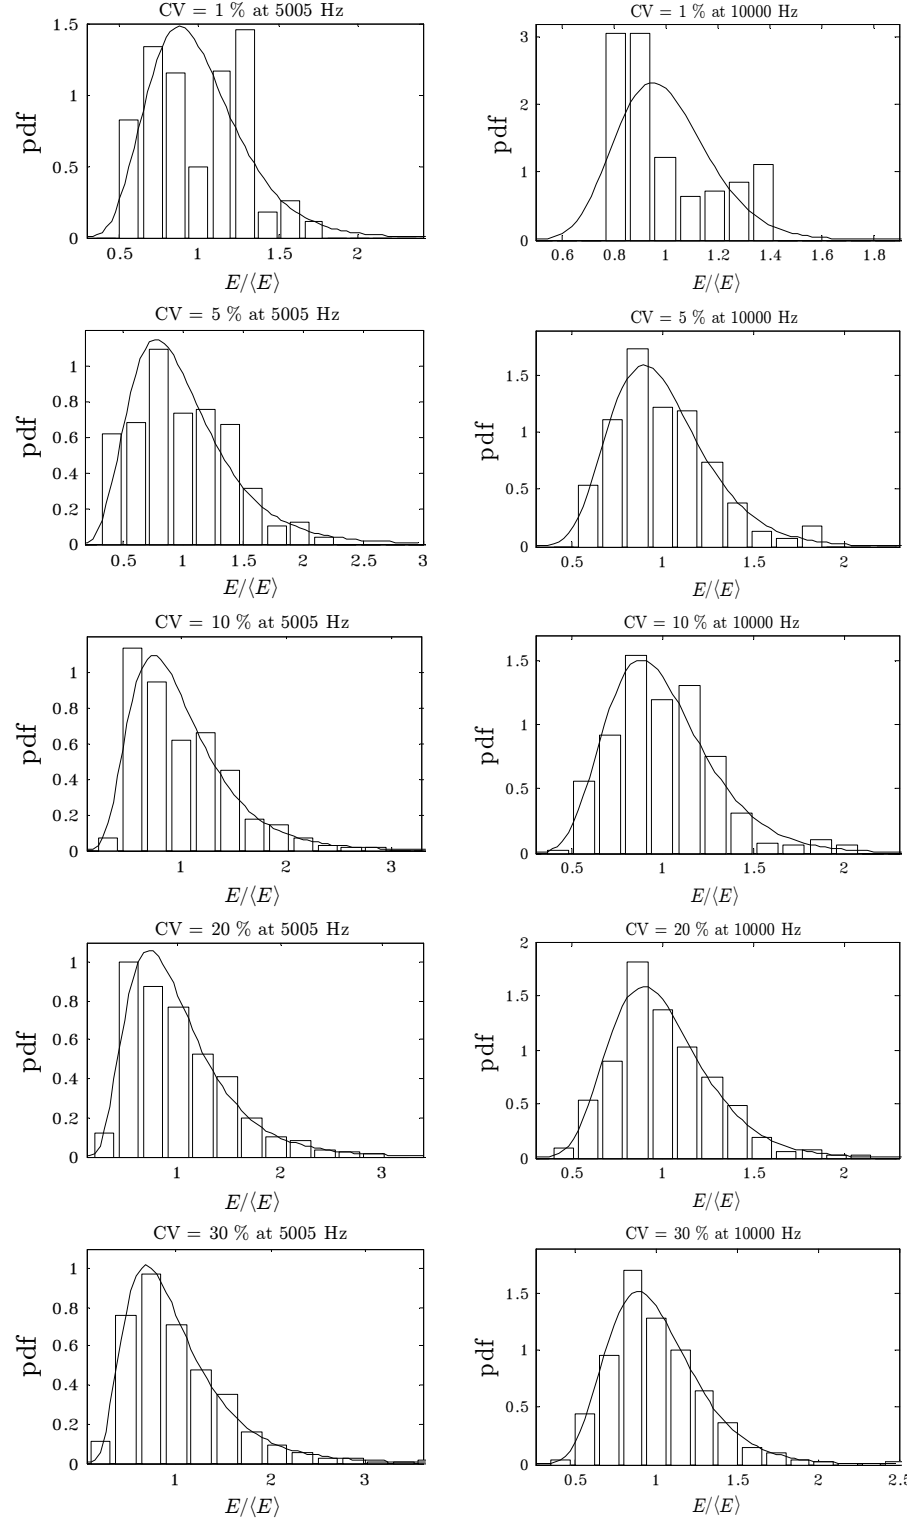 CV = 1 % at 5005 Hz
1.5
1
0.5
0
pdf
0.5 1 1.5 2
E/⟨E⟩
CV = 1 % at 10000 Hz
3
2
1
0
pdf
0.6 0.8 1 1.2 1.4 1.6 1.8
E/⟨E⟩
CV = 5 % at 5005 Hz
1
0.8
0.6
0.4
0.2
0
pdf
0.5 1 1.5 2 2.5 3
E/⟨E⟩
CV = 5 % at 10000 Hz
1.5
1
0.5
0
pdf
0.5 1 1.5 2
E/⟨E⟩
CV = 10 % at 5005 Hz
1
0.8
0.6
0.4
0.2
0
pdf
1 2 3
E/⟨E⟩
CV = 10 % at 10000 Hz
1.5
1
0.5
0
pdf
0.5 1 1.5 2
E/⟨E⟩
CV = 20 % at 5005 Hz
1
0.8
0.6
0.4
0.2
0
pdf
1 2 3
E/⟨E⟩
CV = 20 % at 10000 Hz
2
1.5
1
0.5
0
pdf
0.5 1 1.5 2
E/⟨E⟩
CV = 30 % at 5005 Hz
1
0.8
0.6
0.4
0.2
0
pdf
1 2 3
E/⟨E⟩
CV = 30 % at 10000 Hz
1.5
1
0.5
0
pdf
0.5 1 1.5 2 2.5
E/⟨E⟩